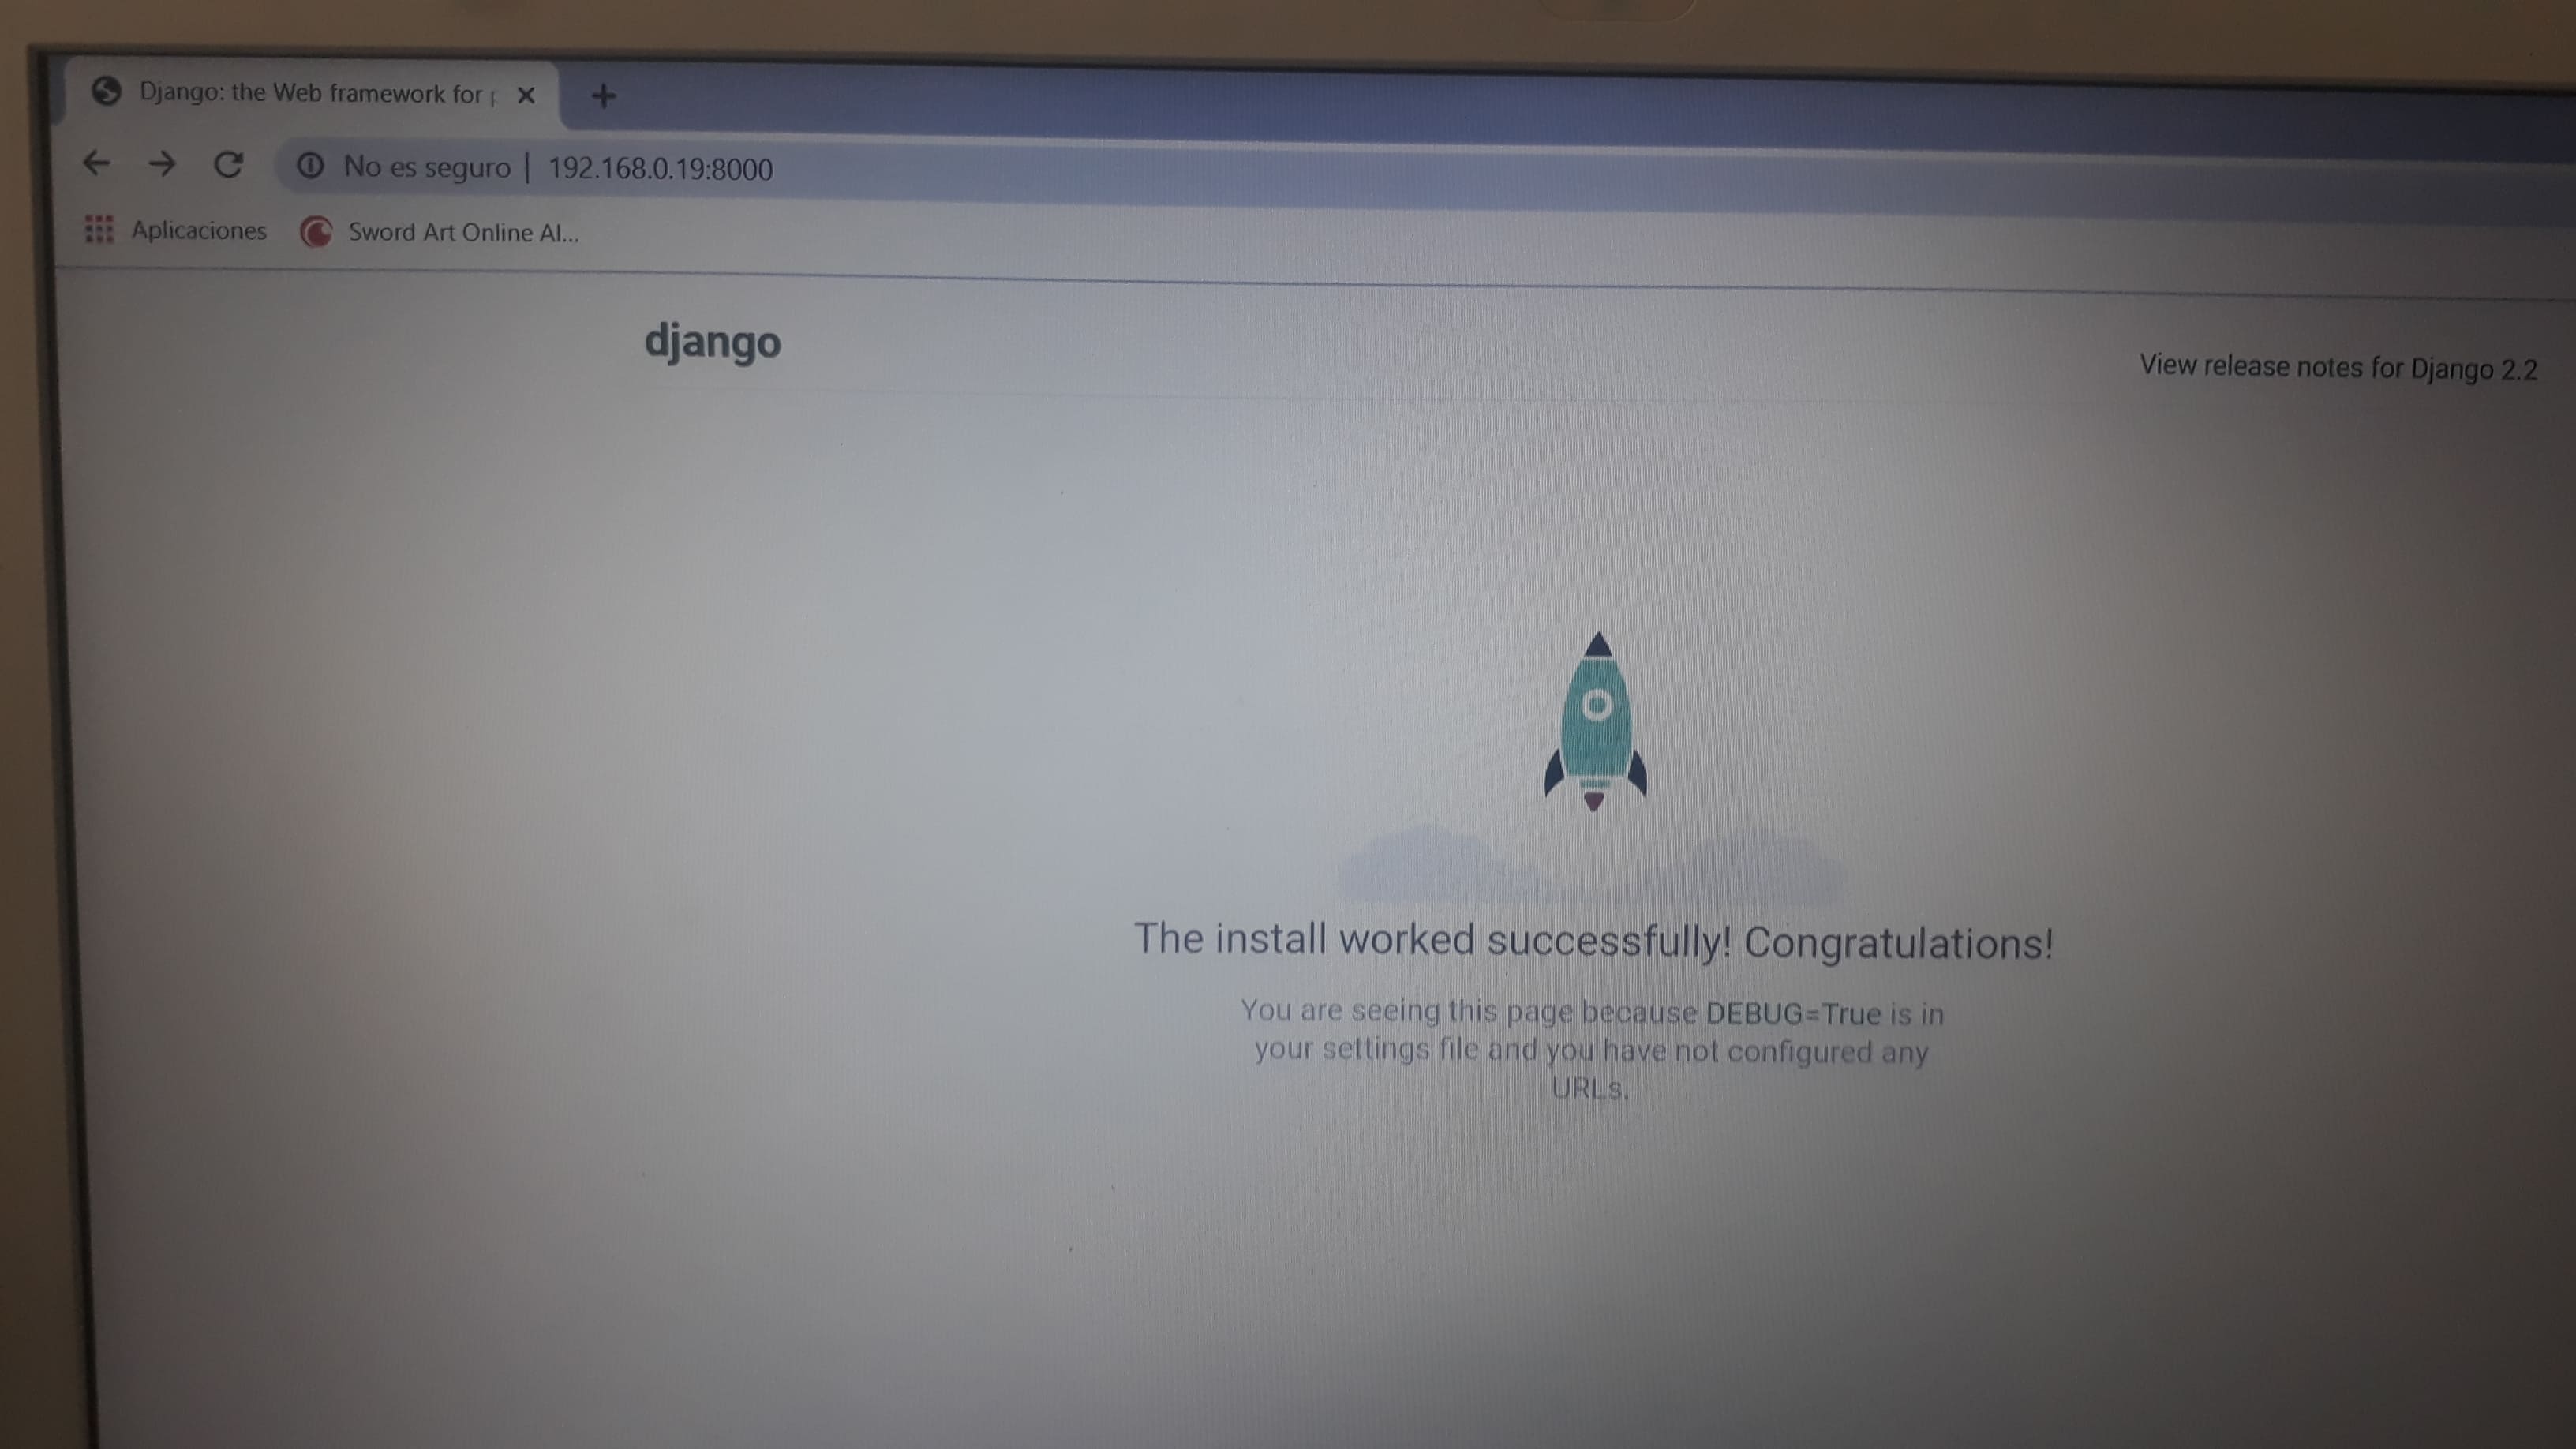 Django: the Web framework for
No es seguro | 192.168.0.19:8000
Aplicaciones
Sword Art Online Al...
django
View release notes for Django 2.2
The install worked successfully! Congratulations!
You are seeing this page because DEBUG=True is in
your settings file and you have not configured any
URLs.